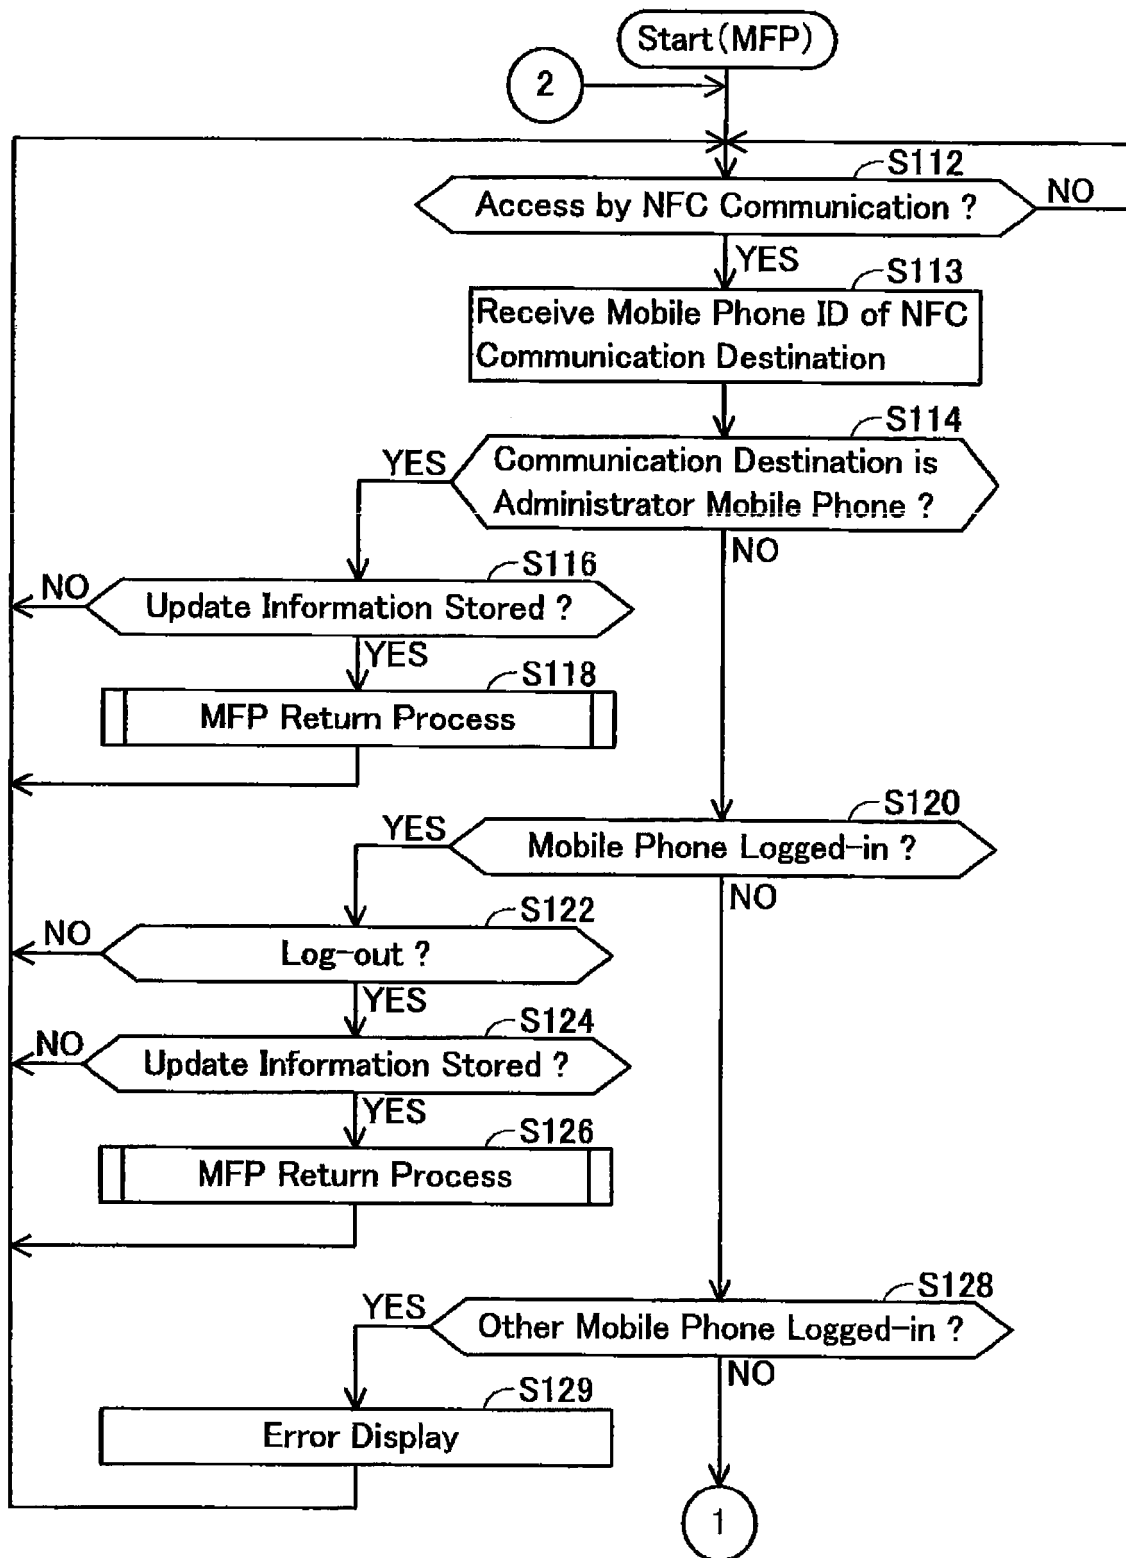 Start(MFP)
2
S112
Access by NFC Communication ?
NO
YES
S113
Receive Mobile Phone ID of NFC
Communication Destination
S114
YES
Communication Destination is
Administrator Mobile Phone ?
NO
S116
NO
Update Information Stored ?
YES
S118
MFP Return Process
S120
YES
Mobile Phone Logged-in ?
NO
S122
NO
Log-out ?
YES
S124
NO
Update Information Stored ?
YES
S126
MFP Return Process
S128
YES
Other Mobile Phone Logged-in ?
NO
S129
Error Display
1